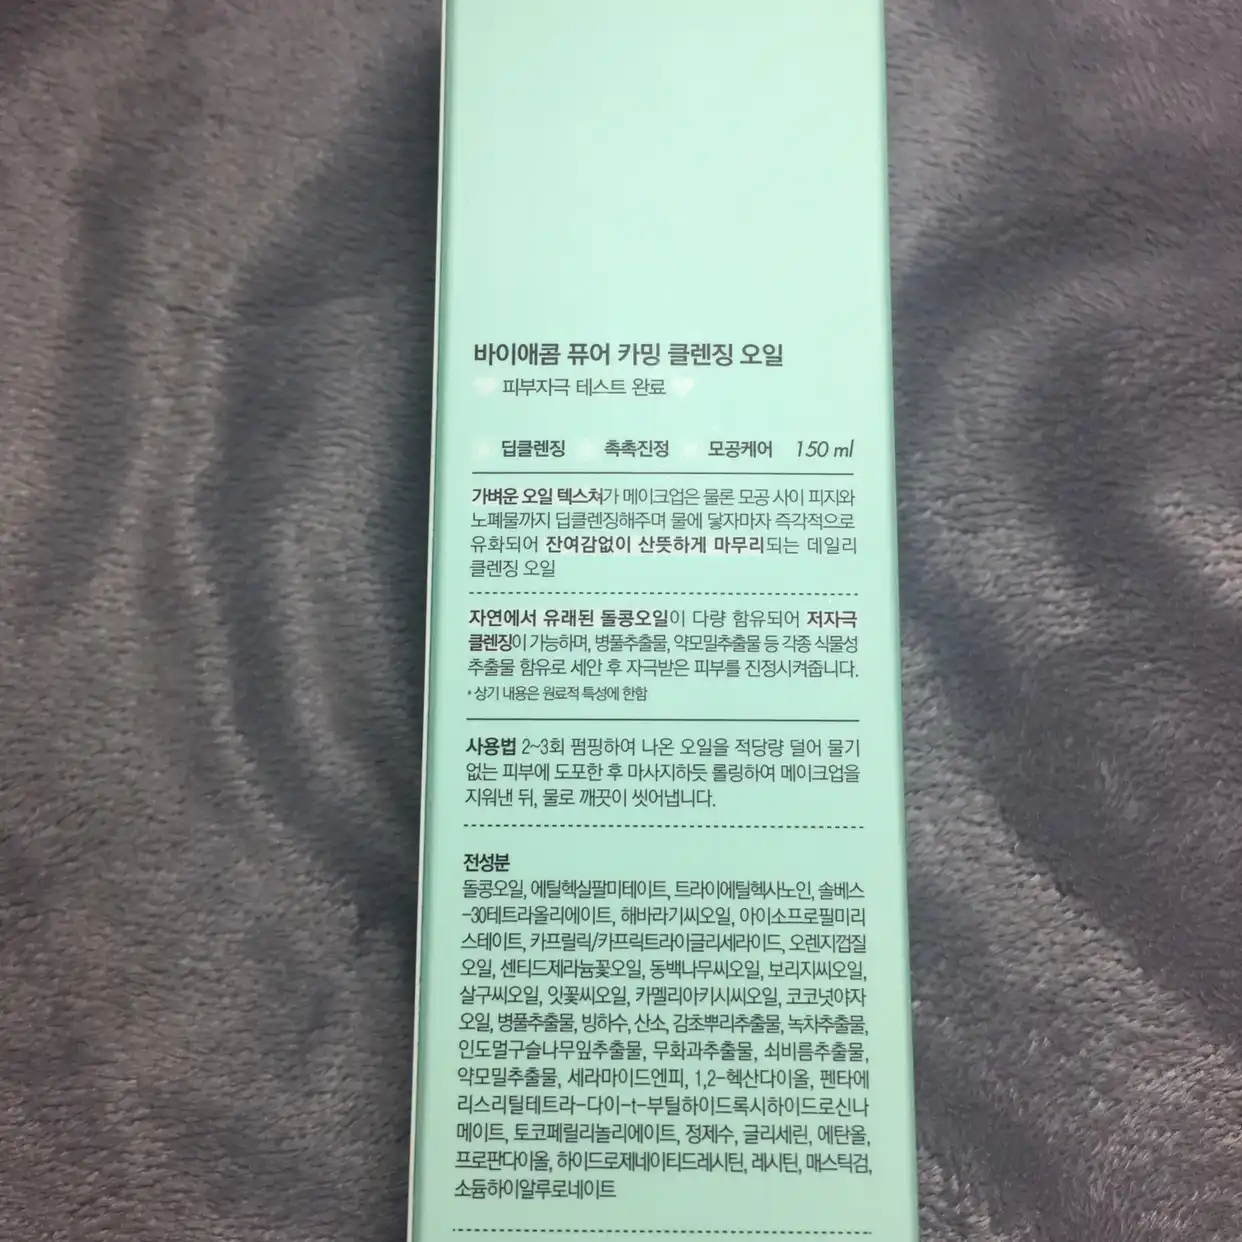 바이애콤 퓨어 카밍 클렌징 오일
피부자극 테스트 완료
딥클렌징 촉촉진정 모공케어 150 ml
가벼운 오일 텍스쳐가 메이크업은 물론 모공 사이 피지와
노폐물까지 딥클렌징해주며 물에 닿자마자 즉각적으로
유화되어 잔여감없이 산뜻하게 마무리되는 데일리
클렌징 오일
자연에서 유래된 돌콩오일이 다량 함유되어 저자극
클렌징이 가능하며, 병풀추출물, 약모밀추출물 등 각종 식물성
추출물 함유로 세안 후 자극받은 피부를 진정시켜줍니다.
* 상기 내용은 원료적 특성에 한함
사용법 2~3회 펌핑하여 나온 오일을 적당량 덜어 물기
없는 피부에 도포한 후 마사지하듯 롤링하여 메이크업을
지워낸 뒤, 물로 깨끗이 씻어냅니다.
전성분
돌콩오일, 에틸헥실팔미테이트, 트라이에틸헥사노인, 솔베스
-30테트라올리에이트, 해바라기씨오일, 아이소프로필미리
스테이트, 카프릴릭/카프릭트라이글리세라이드, 오렌지껍질
오일, 센티드제라늄꽃오일, 동백나무씨오일, 보리지씨오일,
살구씨오일, 잇꽃씨오일, 카멜리아키시씨오일, 코코넛야자
오일, 병풀추출물, 빙하수, 산소, 감초뿌리추출물, 녹차추출물,
인도멀구슬나무잎추출물, 무화과추출물, 쇠비름추출물,
약모밀추출물, 세라마이드엔피, 1,2-헥산다이올, 펜타에
리스리틸테트라-다이-t-부틸하이드록시하이드로신나
메이트, 토코페릴리놀리에이트, 정제수, 글리세린, 에탄올,
프로판다이올, 하이드로제네이티드레시틴, 레시틴, 매스틱검,
소듐하이알루로네이트